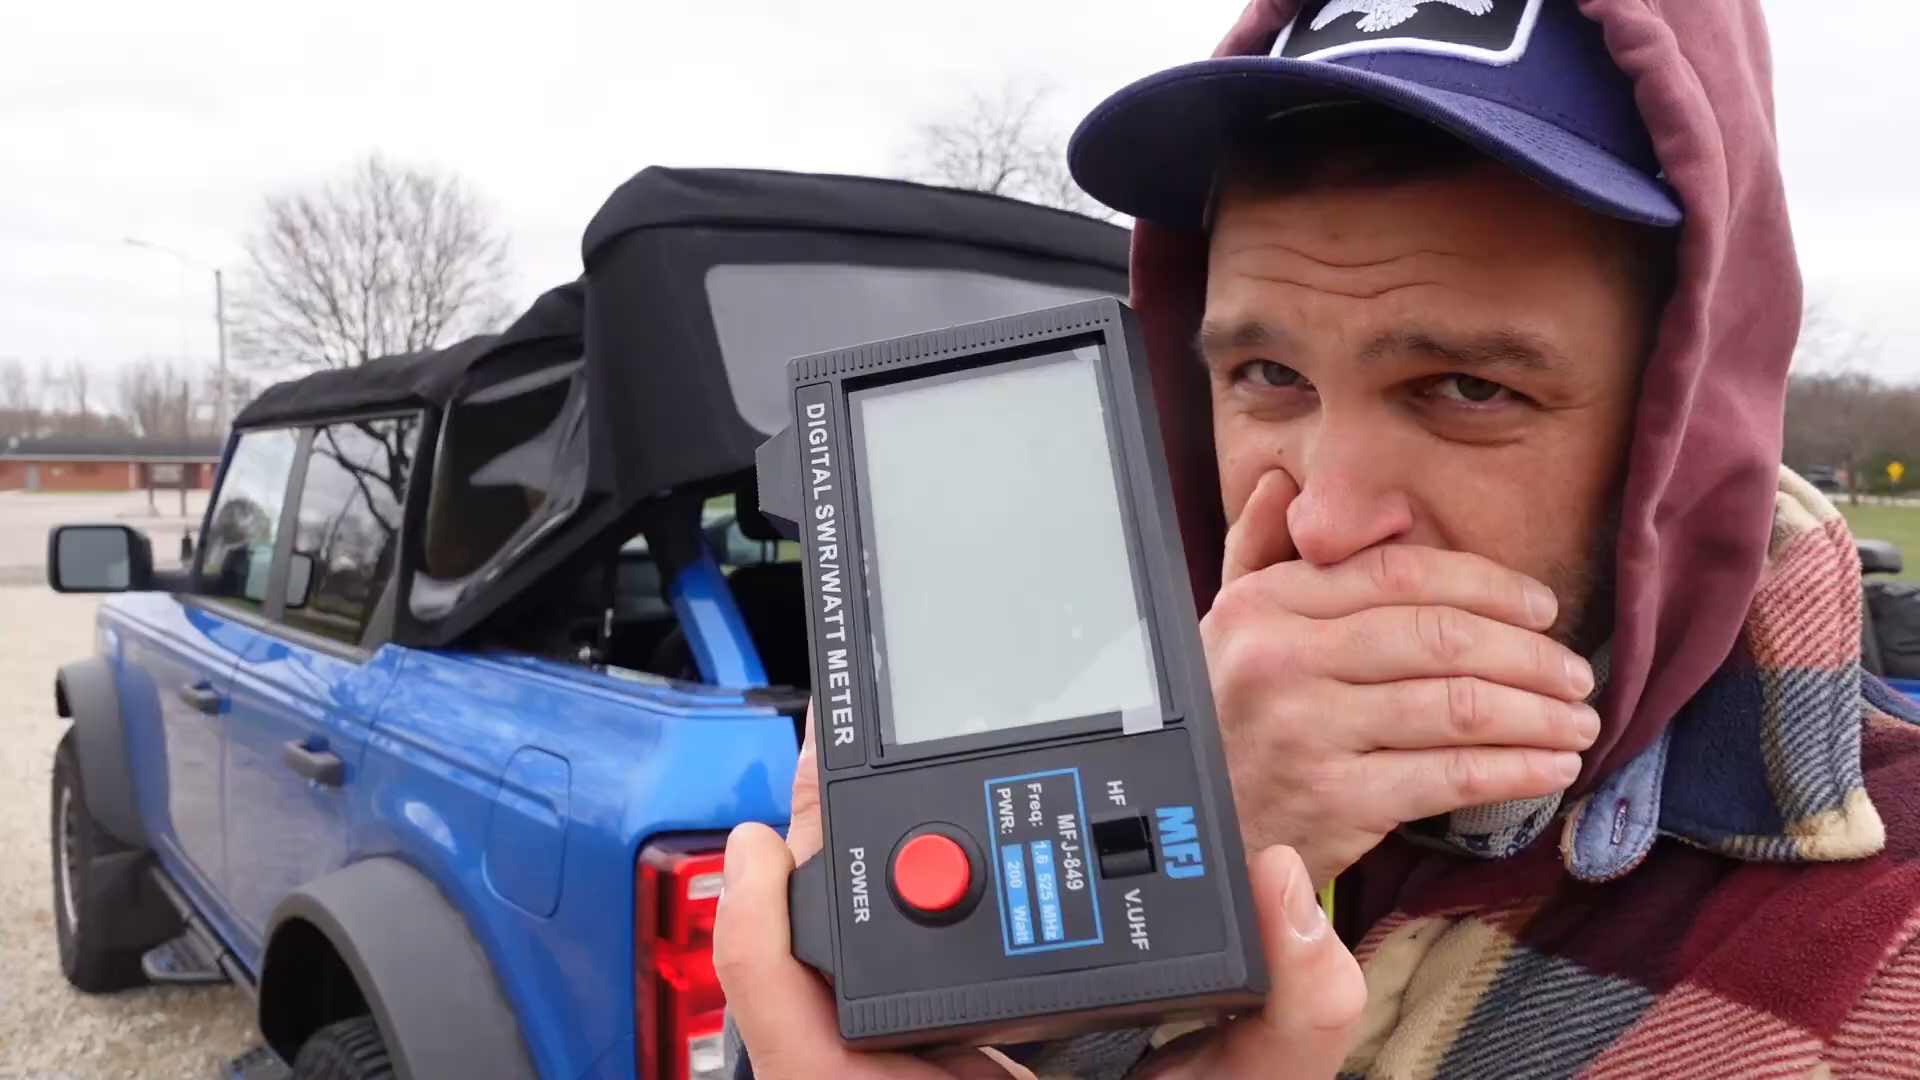 DIGITAL SWR/WATT METER
MFJ
HF
V.UHF
MFJ-849
Freq: 1.6 525 MHz
PWR: 200 Watt
POWER